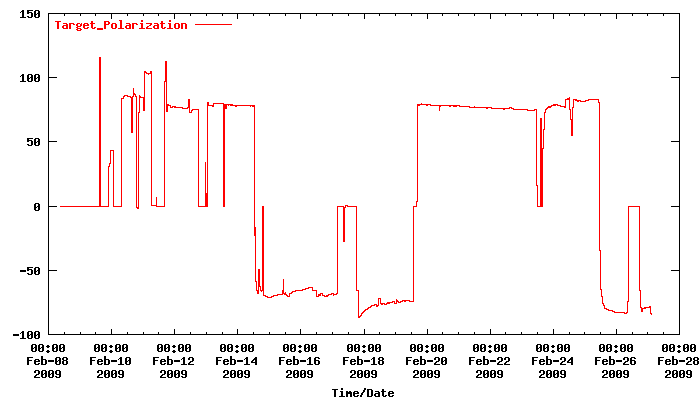 150
Target_Polarization
100
50
0
-50
-100
00:00 00:00 00:00 00:00 00:00 00:00 00:00 00:00 00:00 00:00 00:00
Feb-08 Feb-10 Feb-12 Feb-14 Feb-16 Feb-18 Feb-20 Feb-22 Feb-24 Feb-26 Feb-28
2009 2009 2009 2009 2009 2009 2009 2009 2009 2009 2009
Time/Date